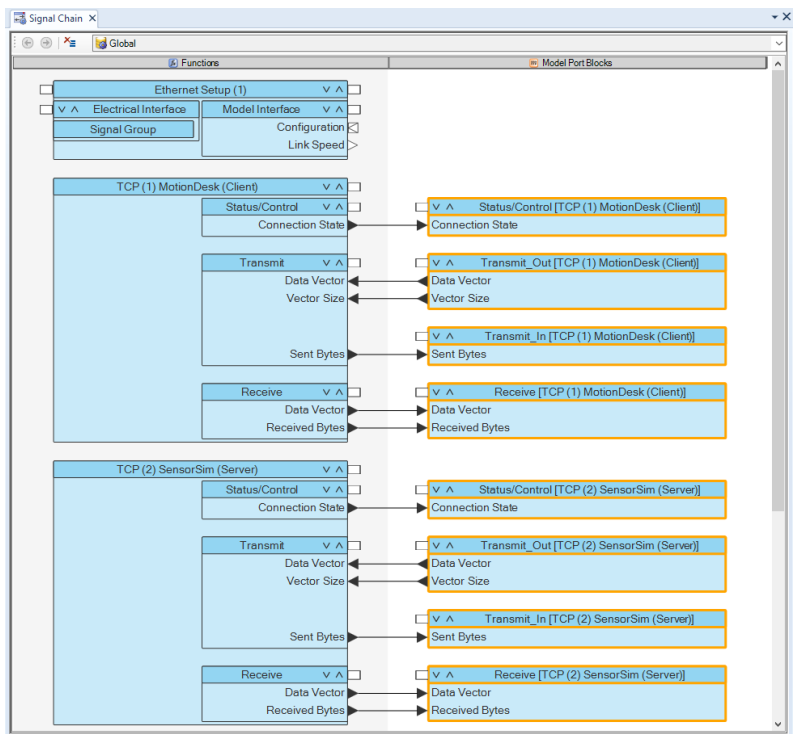 Signal Chain
Global
Functions
Model Port Blocks
Ethernet Setup (1)
Electrical Interface
Model Interface
Signal Group
Configuration
Link Speed
TCP (1) MotionDesk (Client)
Status/Control
Status/Control [TCP (1) MotionDesk (Client)]
Connection State
Connection State
Transmit
Transmit_Out [TCP (1) MotionDesk (Client)]
Data Vector
Data Vector
Vector Size
Vector Size
Transmit_In [TCP (1) MotionDesk (Client)]
Sent Bytes
Sent Bytes
Receive
Receive [TCP (1) MotionDesk (Client)]
Data Vector
Data Vector
Received Bytes
Received Bytes
TCP (2) SensorSim (Server)
Status/Control
Status/Control [TCP (2) SensorSim (Server)]
Connection State
Connection State
Transmit
Transmit_Out [TCP (2) SensorSim (Server)]
Data Vector
Data Vector
Vector Size
Vector Size
Transmit_In [TCP (2) SensorSim (Server)]
Sent Bytes
Sent Bytes
Receive
Receive [TCP (2) SensorSim (Server)]
Data Vector
Data Vector
Received Bytes
Received Bytes